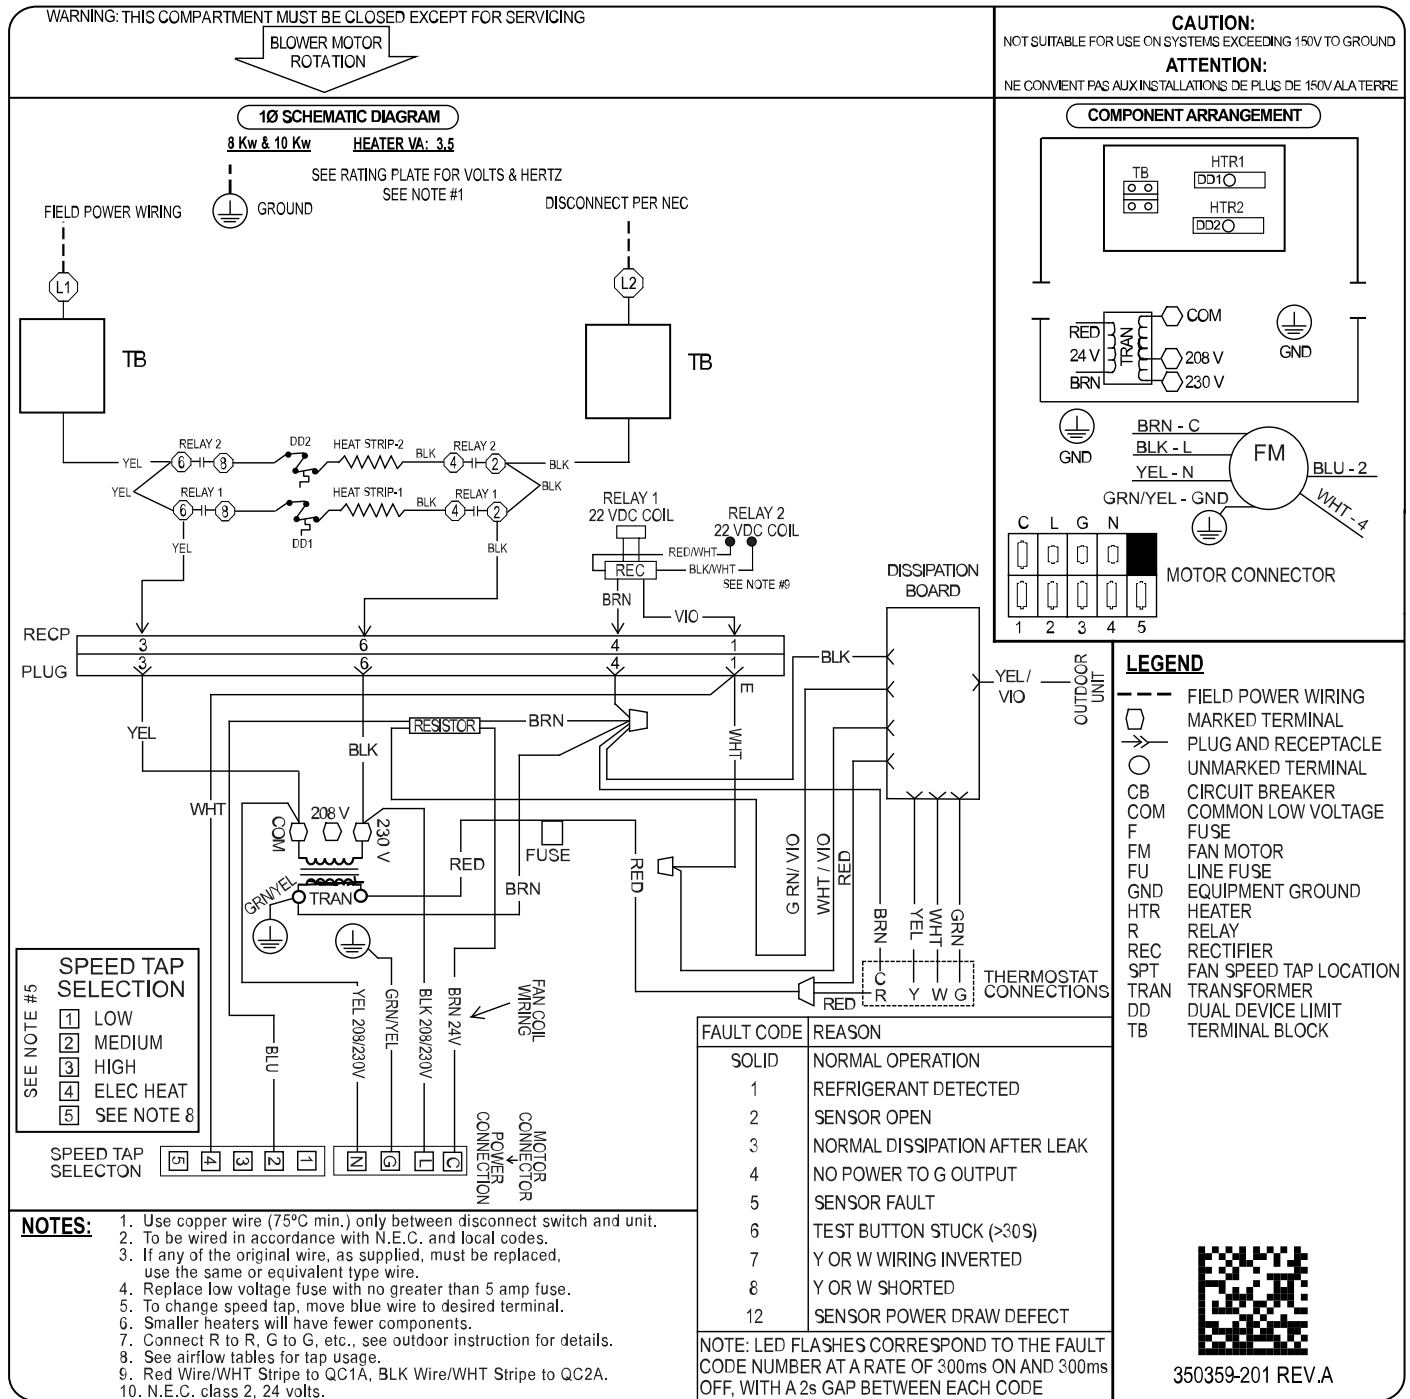 WARNING: THIS COMPARTMENT MUST BE CLOSED EXCEPT FOR SERVICING
BLOWER MOTOR
ROTATION
CAUTION:
NOT SUITABLE FOR USE ON SYSTEMS EXCEEDING 150V TO GROUND
ATTENTION:
NE CONVIENT PAS AUX INSTALLATIONS DE PLUS DE 150V ALA TERRE
1Ø SCHEMATIC DIAGRAM
8 Kw & 10 Kw HEATER VA: 3.5
SEE RATING PLATE FOR VOLTS & HERTZ
SEE NOTE #1
FIELD POWER WIRING
GROUND
DISCONNECT PER NEC
L1
L2
TB
TB
RELAY 2
DD2
HEAT STRIP-2
BLK
RELAY 2
YEL
6
8
4
2
BLK
YEL
RELAY 1
HEAT STRIP-1
BLK
RELAY 1
BLK
6
8
DD1
4
2
YEL
BLK
RELAY 1
22 VDC COIL
RELAY 2
22 VDC COIL
RED/WHT
REC
BLK/WHT
SEE NOTE #9
BRN
VIO
RECP
3
6
4
1
PLUG
3
6
4
1
E
DISSIPATION
BOARD
BLK
YEL/
VIO
OUTDOOR
UNIT
YEL
BLK
RESISTOR
BRN
WHT
WHT
COM
208 V
230 V
RED
FUSE
BRN
RED
G RN/ VIO
WHT / VIO
RED
GRN/YEL
TRAN
BRN
YEL
WHT
GRN
C
R
Y
W
G
RED
THERMOSTAT
CONNECTIONS
SEE NOTE #5
SPEED TAP
SELECTION
1 LOW
2 MEDIUM
3 HIGH
4 ELEC HEAT
5 SEE NOTE 8
BLU
YEL 208/230V
GRN/YEL
BLK 208/230V
BRN 24V
FAN COIL
WIRING
SPEED TAP
SELECTON
5
4
3
2
1
N
G
L
C
MOTOR
CONNECTOR
POWER
CONNECTION
COMPONENT ARRANGEMENT
TB
HTR1
DD1
HTR2
DD2
RED
24 V
BRN
TRAN
COM
208 V
230 V
GND
GND
BRN - C
BLK - L
YEL - N
GRN/YEL - GND
FM
BLU - 2
WHT - 4
C L G N
1 2 3 4 5
MOTOR CONNECTOR
LEGEND
FIELD POWER WIRING
MARKED TERMINAL
PLUG AND RECEPTACLE
UNMARKED TERMINAL
CB CIRCUIT BREAKER
COM COMMON LOW VOLTAGE
F FUSE
FM FAN MOTOR
FU LINE FUSE
GND EQUIPMENT GROUND
HTR HEATER
R RELAY
REC RECTIFIER
SPT FAN SPEED TAP LOCATION
TRAN TRANSFORMER
DD DUAL DEVICE LIMIT
TB TERMINAL BLOCK
FAULT CODE REASON
SOLID NORMAL OPERATION
1 REFRIGERANT DETECTED
2 SENSOR OPEN
3 NORMAL DISSIPATION AFTER LEAK
4 NO POWER TO G OUTPUT
5 SENSOR FAULT
6 TEST BUTTON STUCK (>30S)
7 Y OR W WIRING INVERTED
8 Y OR W SHORTED
12 SENSOR POWER DRAW DEFECT
NOTE: LED FLASHES CORRESPOND TO THE FAULT
CODE NUMBER AT A RATE OF 300ms ON AND 300ms
OFF, WITH A 2s GAP BETWEEN EACH CODE
NOTES:
1. Use copper wire (75ºC min.) only between disconnect switch and unit.
2. To be wired in accordance with N.E.C. and local codes.
3. If any of the original wire, as supplied, must be replaced,
use the same or equivalent type wire.
4. Replace low voltage fuse with no greater than 5 amp fuse.
5. To change speed tap, move blue wire to desired terminal.
6. Smaller heaters will have fewer components.
7. Connect R to R, G to G, etc., see outdoor instruction for details.
8. See airflow tables for tap usage.
9. Red Wire/WHT Stripe to QC1A, BLK Wire/WHT Stripe to QC2A.
10. N.E.C. class 2, 24 volts.
350359-201 REV.A